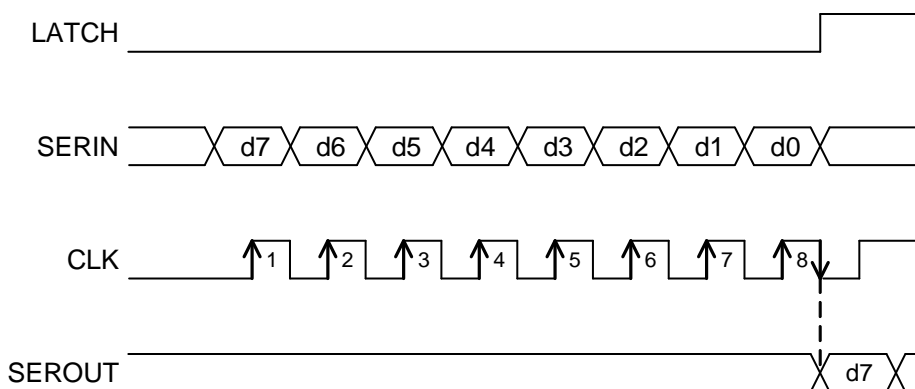 LATCH
SERIN d7 d6 d5 d4 d3 d2 d1 d0
CLK 1 2 3 4 5 6 7 8
SEROUT d7